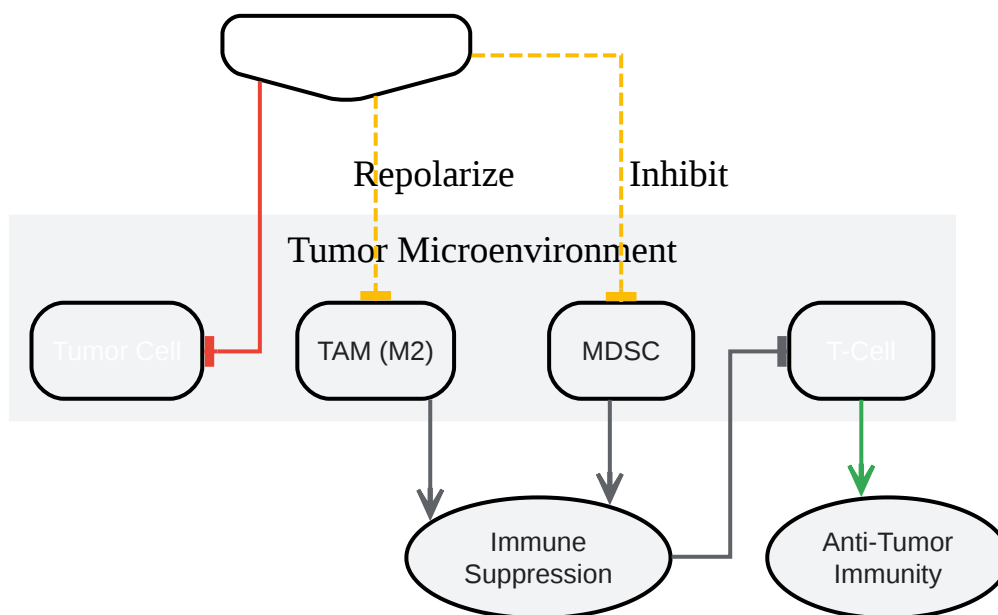 Repolarize
Inhibit
Tumor Microenvironment
Tumor Cell
TAM (M2)
MDSC
T-Cell
Immune
Suppression
Anti-Tumor
Immunity